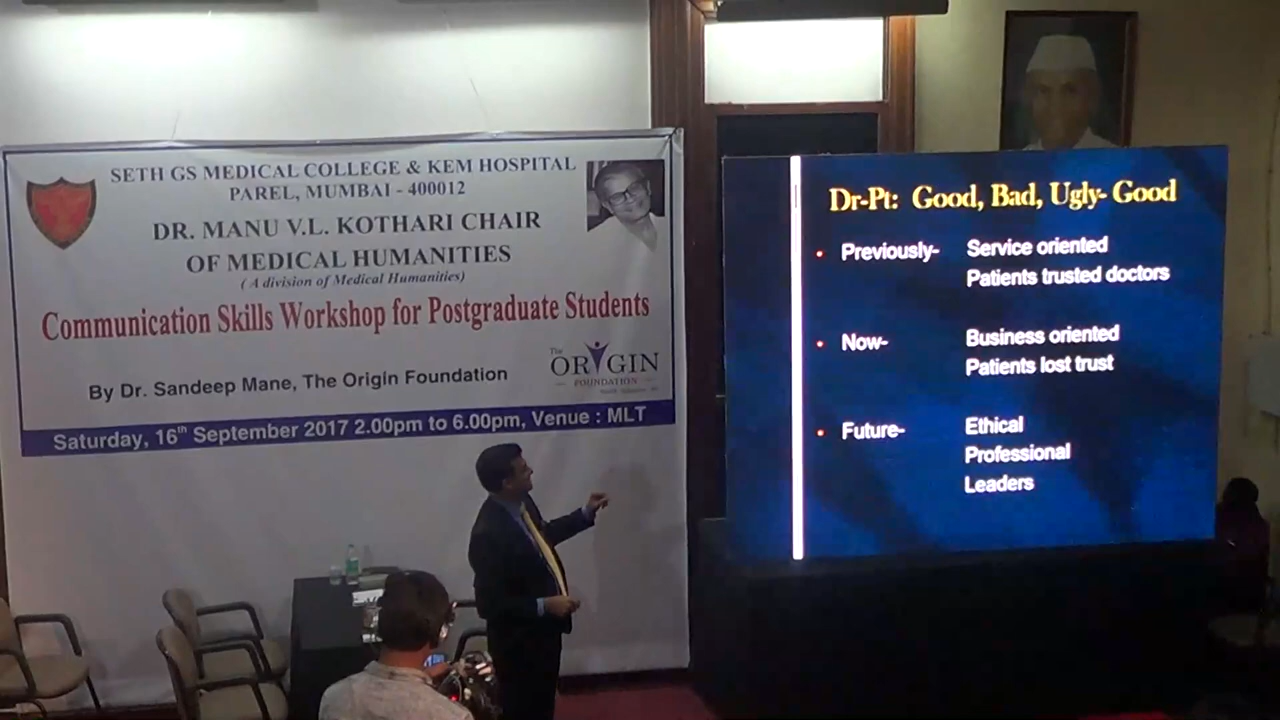 SETH GS MEDICAL COLLEGE & KEM HOSPITAL
PAREL, MUMBAI - 400012
DR. MANU V.L. KOTHARI CHAIR
OF MEDICAL HUMANITIES
( A division of Medical Humanities)
Communication Skills Workshop for Postgraduate Students
By Dr. Sandeep Mane, The Origin Foundation
The
ORIGIN
FOUNDATION
Saturday, 16th September 2017 2.00pm to 6.00pm, Venue : MLT
Dr-Pt: Good, Bad, Ugly- Good
• Previously- Service oriented
Patients trusted doctors
• Now- Business oriented
Patients lost trust
• Future- Ethical
Professional
Leaders